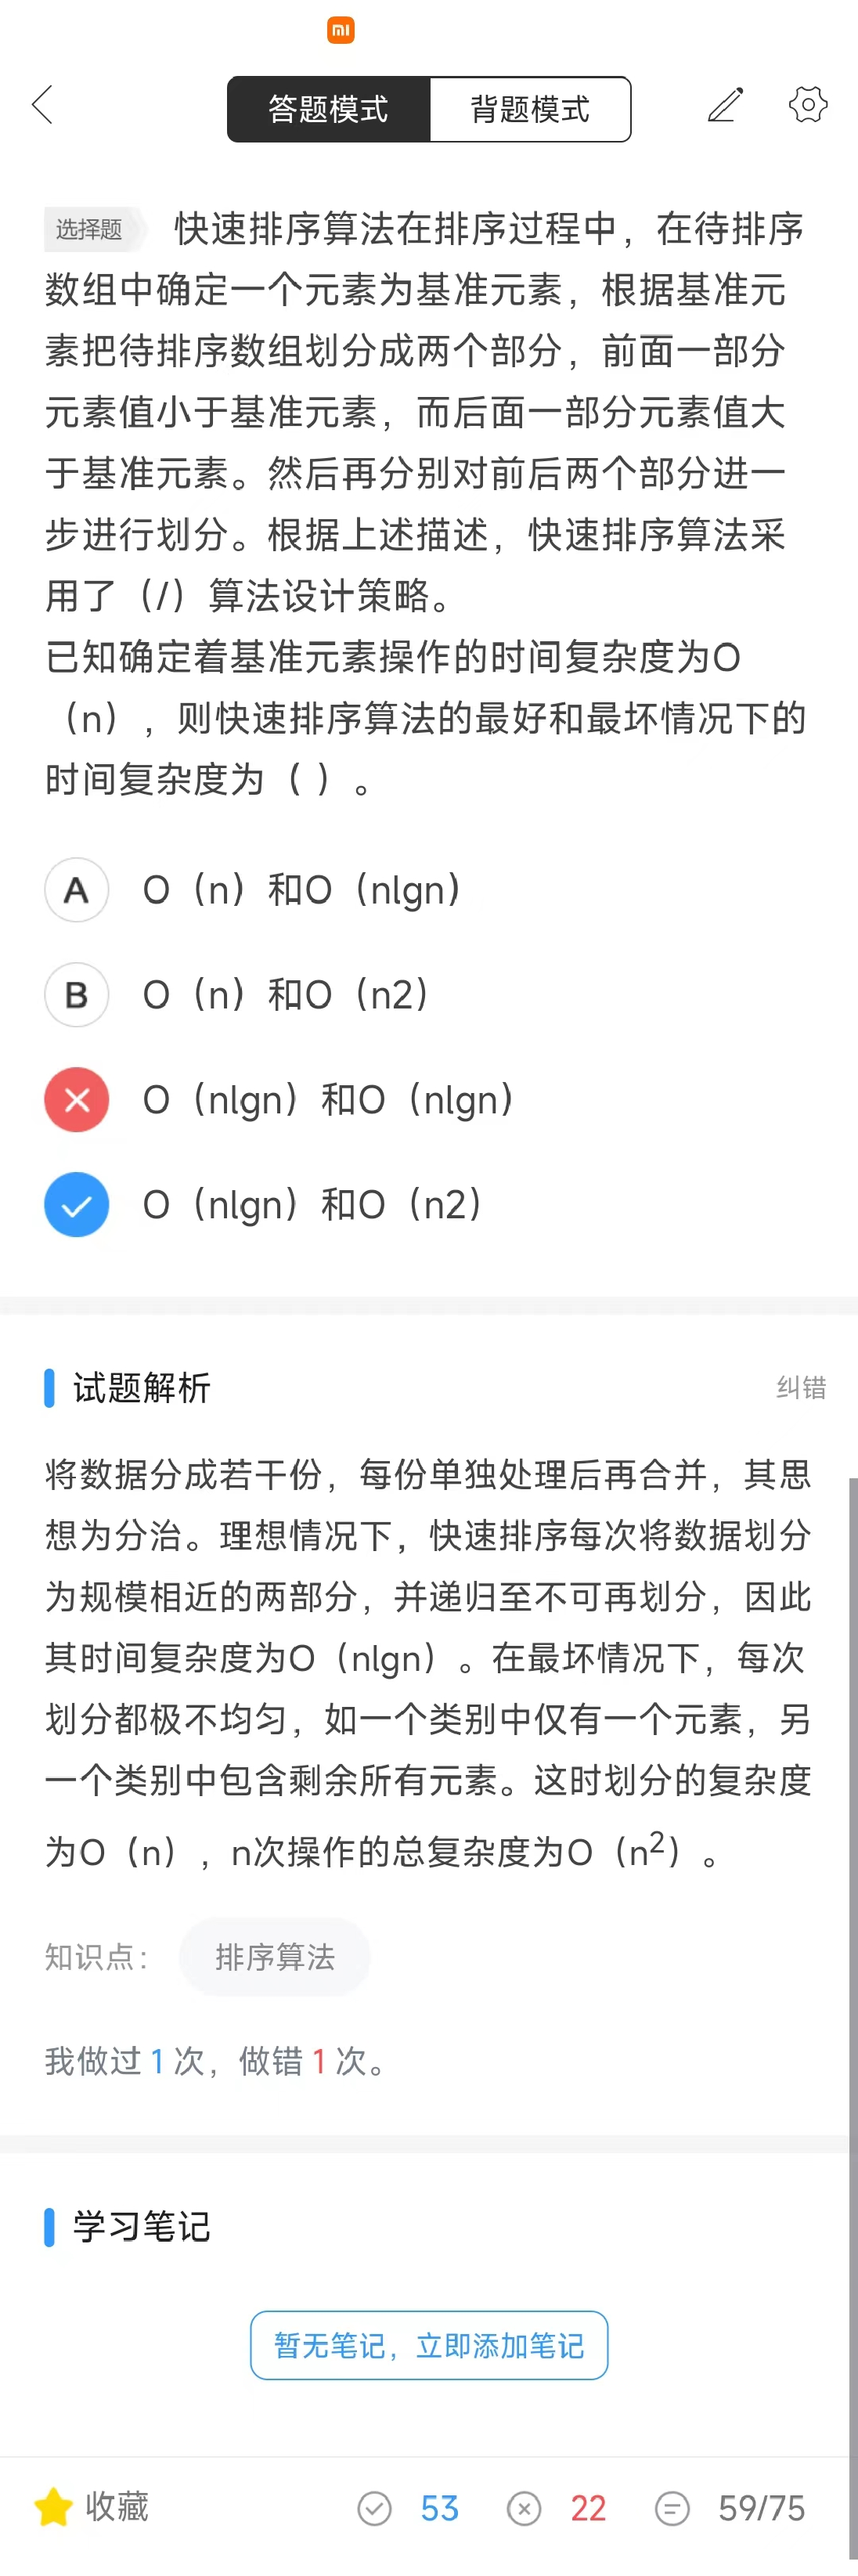 答题模式 背题模式
选择题 快速排序算法在排序过程中，在待排序
数组中确定一个元素为基准元素，根据基准元
素把待排序数组划分成两个部分，前面一部分
元素值小于基准元素，而后面一部分元素值大
于基准元素。然后再分别对前后两个部分进一
步进行划分。根据上述描述，快速排序算法采
用了（/）算法设计策略。
已知确定着基准元素操作的时间复杂度为O
（n），则快速排序算法的最好和最坏情况下的
时间复杂度为（ ）。
A O（n）和O（nlgn）
B O（n）和O（n2）
O（nlgn）和O（nlgn）
O（nlgn）和O（n2）
试题解析 纠错
将数据分成若干份，每份单独处理后再合并，其思
想为分治。理想情况下，快速排序每次将数据划分
为规模相近的两部分，并递归至不可再划分，因此
其时间复杂度为O（nlgn）。在最坏情况下，每次
划分都极不均匀，如一个类别中仅有一个元素，另
一个类别中包含剩余所有元素。这时划分的复杂度
为O（n），n次操作的总复杂度为O（n²）。
知识点： 排序算法
我做过 1 次，做错 1 次。
学习笔记
暂无笔记，立即添加笔记
收藏 53 22 59/75